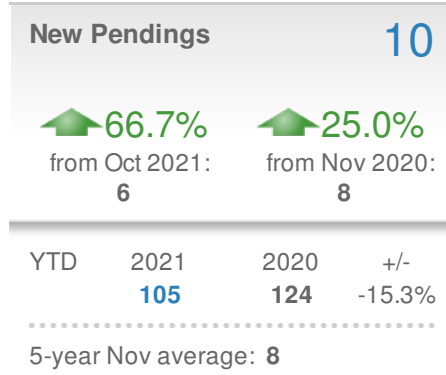 New Pendings 10
66.7% 25.0%
from Oct 2021: from Nov 2020:
6 8
YTD 2021 2020 +/-
105 124 -15.3%
5-year Nov average: 8